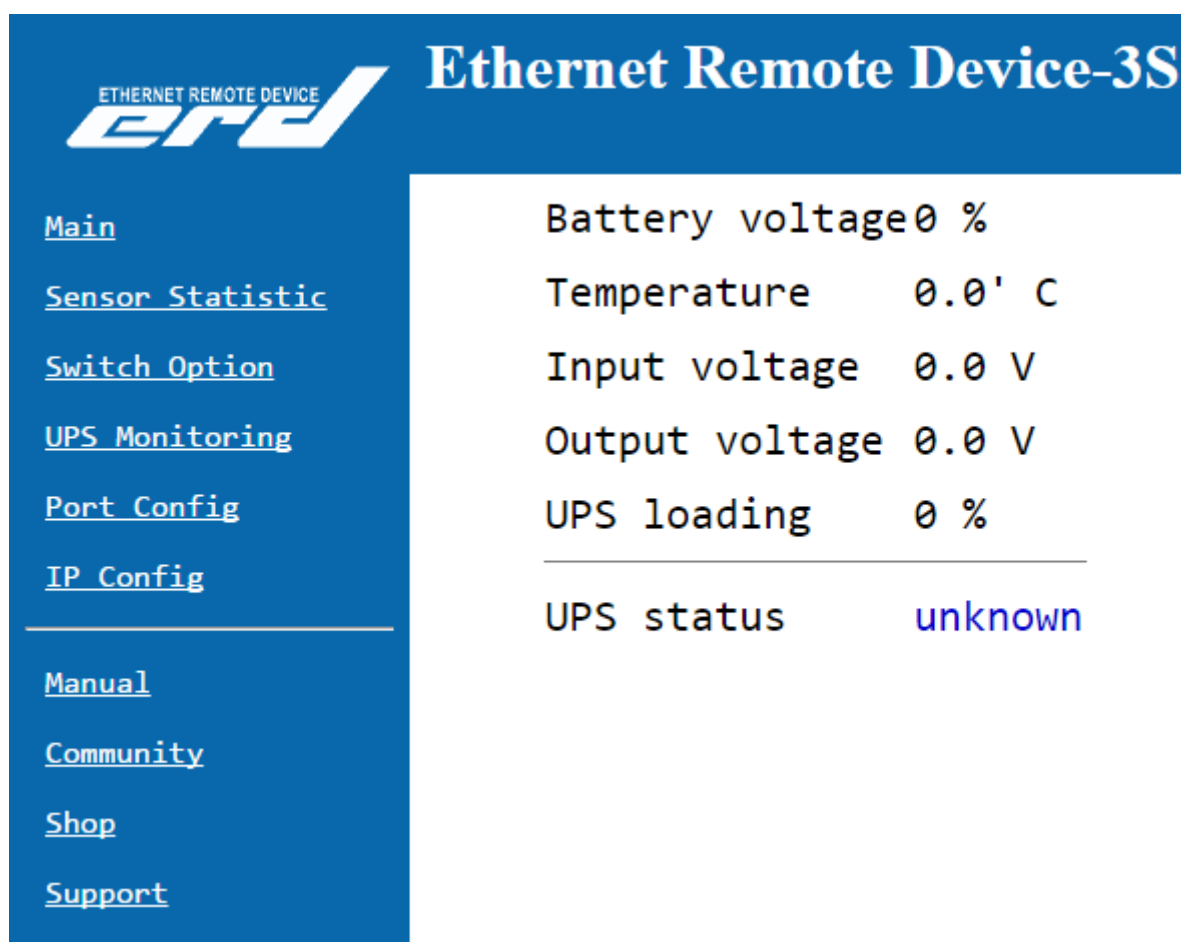 ETHERNET REMOTE DEVICE
erd
Ethernet Remote Device-3S
Main
Sensor Statistic
Switch Option
UPS Monitoring
Port Config
IP Config
Manual
Community
Shop
Support
Battery voltage0 %
Temperature 0.0' C
Input voltage 0.0 V
Output voltage 0.0 V
UPS loading 0 %
UPS status unknown